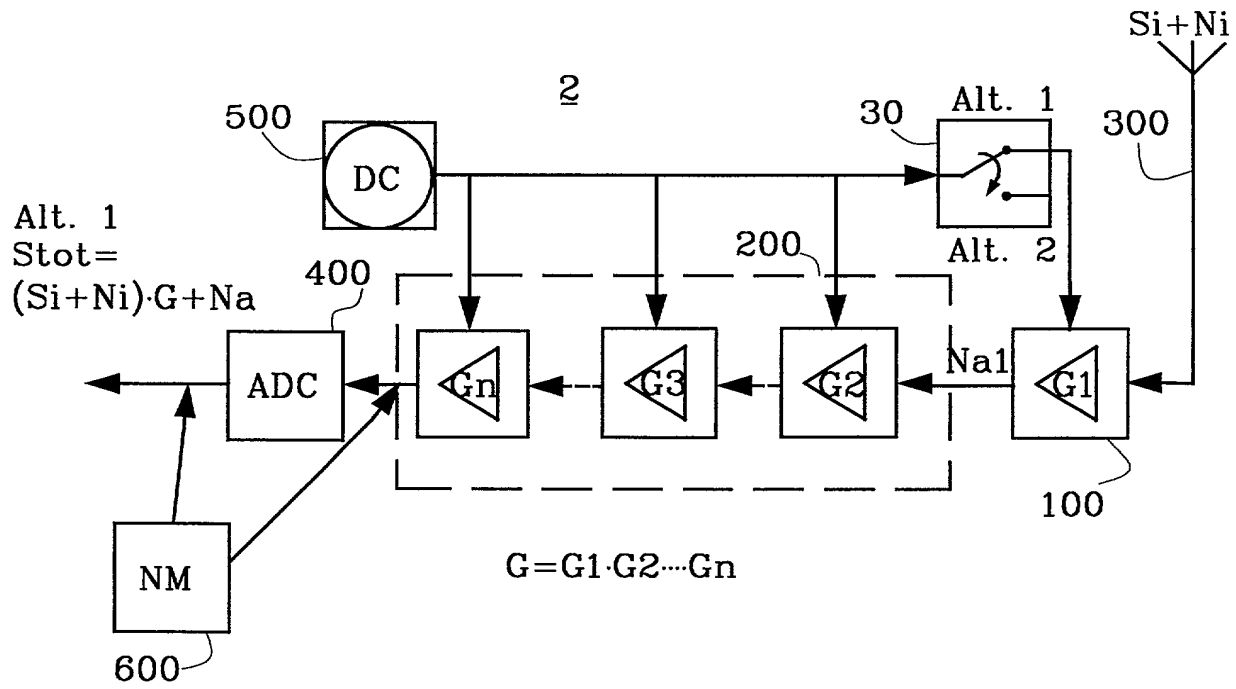 Si+Ni
2
500
30
Alt. 1
300
DC
Alt. 1
Stot=
(Si+Ni)·G+Na
Alt. 2
200
400
ADC
Gn
G3
G2
Na1
G1
100
NM
G=G1·G2····Gn
600